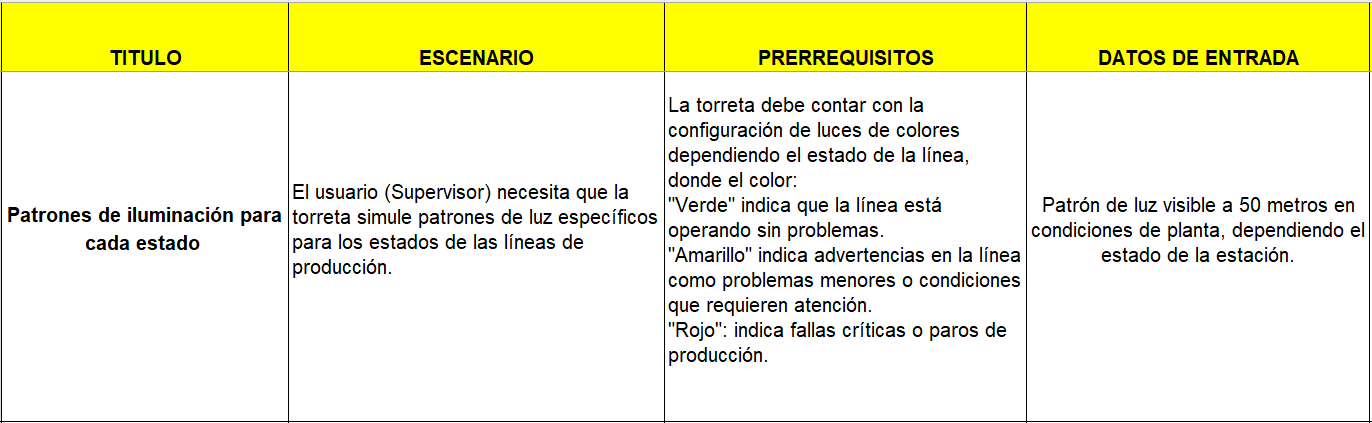 TITULO
ESCENARIO
PRERREQUISITOS
DATOS DE ENTRADA
Patrones de iluminación para
cada estado
El usuario (Supervisor) necesita que la
torreta simule patrones de luz específicos
para los estados de las líneas de
producción.
La torreta debe contar con la
configuración de luces de colores
dependiendo el estado de la línea,
donde el color:
"Verde" indica que la línea está
operando sin problemas.
"Amarillo" indica advertencias en la línea
como problemas menores o condiciones
que requieren atención.
"Rojo": indica fallas críticas o paros de
producción.
Patrón de luz visible a 50 metros en
condiciones de planta, dependiendo el
estado de la estación.